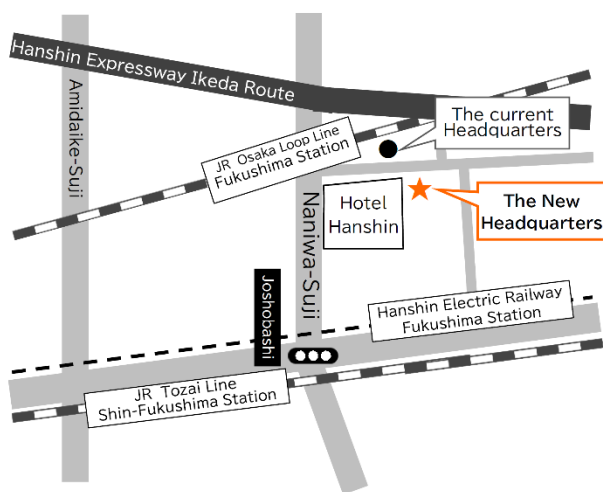 Hanshin Expressway Ikeda Route
Amidaike-Suji
The current
Headquarters
JR Osaka Loop Line
Fukushima Station
Naniwa-Suji
Hotel
Hanshin
The New
Headquarters
Joshobashi
Hanshin Electric Railway
Fukushima Station
JR Tozai Line
Shin-Fukushima Station